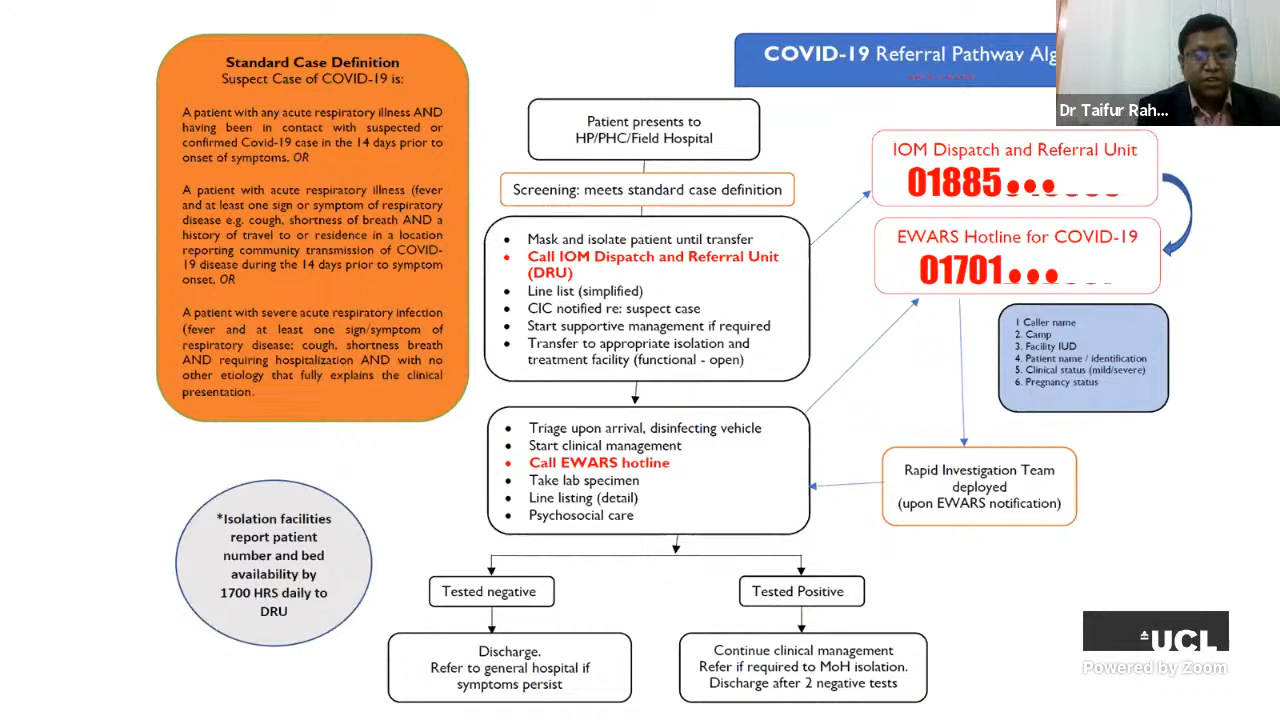 Standard Case Definition
Suspect Case of COVID-19 is:
A patient with any acute respiratory illness AND
having been in contact with suspected or
confirmed Covid-19 case in the 14 days prior to
onset of symptoms, OR
A patient with acute respiratory illness (fever
and at least one sign or symptom of respiratory
disease e.g. cough, shortness of breath AND a
history of travel to or residence in a location
reporting community transmission of COVID-
19 disease during the 14 days prior to symptom
onset, OR
A patient with severe acute respiratory infection
(fever and at least one sign/symptom of
respiratory disease; cough, shortness breath
AND requiring hospitalization AND with no
other etiology that fully explains the clinical
presentation.
*Isolation facilities
report patient
number and bed
availability by
1700 HRS daily to
DRU
COVID-19 Referral Pathway Alg
Dr Taifur Rah...
Patient presents to
HP/PHC/Field Hospital
Screening: meets standard case definition
• Mask and isolate patient until transfer
• Call IOM Dispatch and Referral Unit
(DRU)
• Line list (simplified)
• CIC notified re: suspect case
• Start supportive management if required
• Transfer to appropriate isolation and
treatment facility (functional - open)
• Triage upon arrival, disinfecting vehicle
• Start clinical management
• Call EWARS hotline
• Take lab specimen
• Line listing (detail)
• Psychosocial care
Tested negative
Tested Positive
Discharge.
Refer to general hospital if
symptoms persist
Continue clinical management
Refer if required to MoH isolation.
Discharge after 2 negative tests
IOM Dispatch and Referral Unit
01885
EWARS Hotline for COVID-19
01701
1 Caller name
2. Camp
3. Facility IUD
4. Patient name / identification
5. Clinical status (mild/severe)
6. Pregnancy status
Rapid Investigation Team
deployed
(upon EWARS notification)
UCL
Powered by Zoom